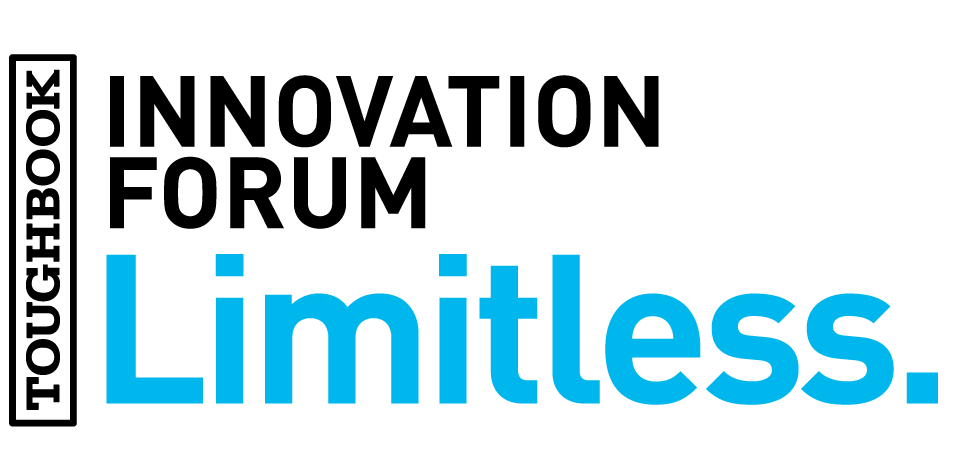 TOUGHBOOK
INNOVATION
FORUM
Limitless.